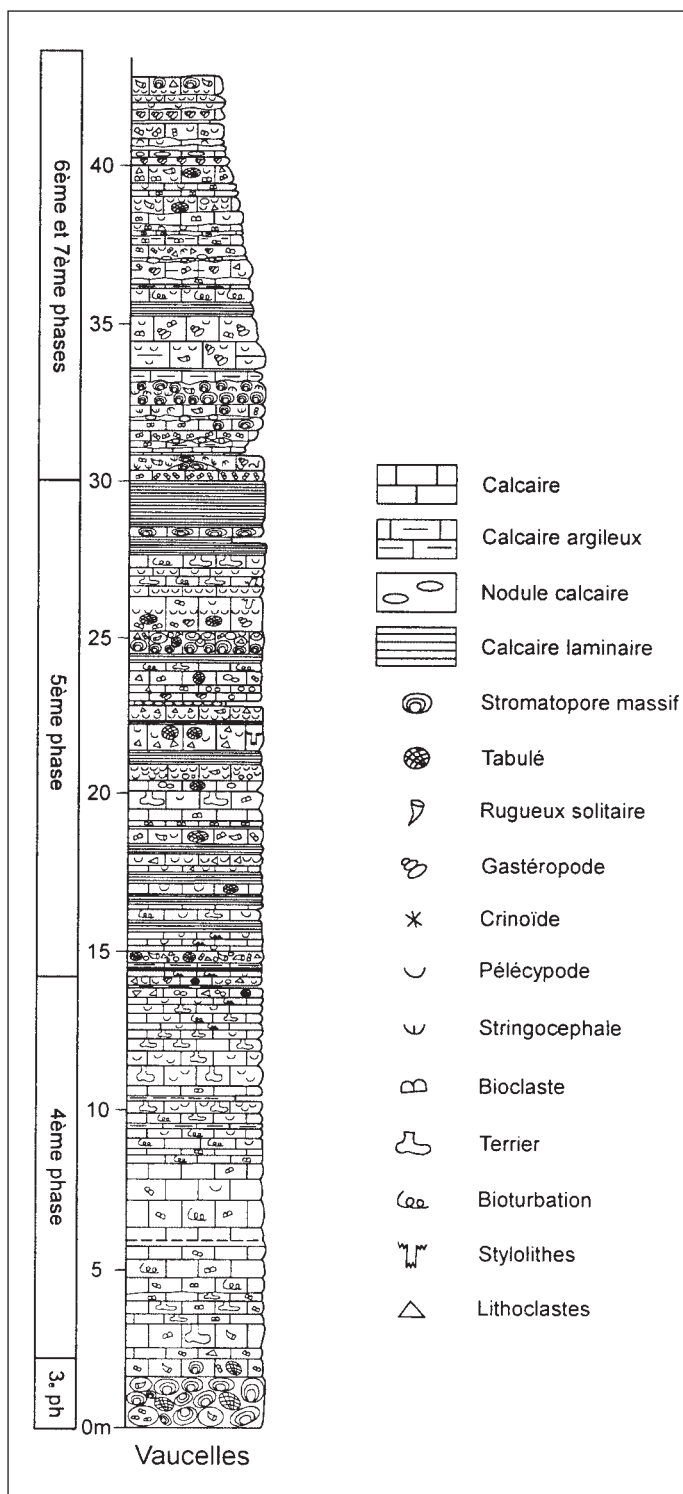 6ème et 7ème phases
5ème phase
4ème phase
3e ph
40
35
30
25
20
15
10
5
0m
Vaucelles
Calcaire
Calcaire argileux
Nodule calcaire
Calcaire laminaire
Stromatopore massif
Tabulé
Rugueux solitaire
Gastéropode
Crinoïde
Pélécypode
Stringocephale
Bioclaste
Terrier
Bioturbation
Stylolithes
Lithoclastes